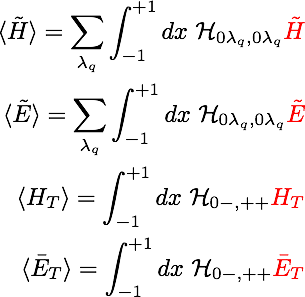 ⟨H̃⟩ = ∑_{λ_q} ∫_{-1}^{+1} dx ℋ_{0λ_q,0λ_q} H̃
⟨Ẽ⟩ = ∑_{λ_q} ∫_{-1}^{+1} dx ℋ_{0λ_q,0λ_q} Ẽ
⟨H_T⟩ = ∫_{-1}^{+1} dx ℋ_{0-,++} H_T
⟨Ē_T⟩ = ∫_{-1}^{+1} dx ℋ_{0-,++} Ē_T